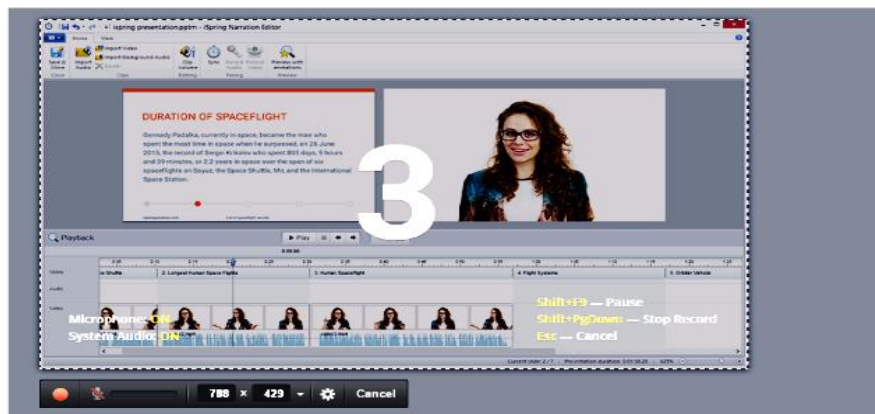 ispring presentation.pptm - iSpring Narration Editor
Home View
Save & Close
Import Audio
Import Video
Import Background Audio
Clip Volume
Sync
Record Audio
Record Video
Preview with annotations
Editing
Timing
Preview
DURATION OF SPACEFLIGHT
Gennady Padalka, currently in space, became the man who
spent the most time in space when he surpassed, on 28 June
2015, the record of Sergei Krikalev who spent 803 days, 9 hours
and 39 minutes, or 2.2 years in space over the span of six
spaceflights on Soyuz, the Space Shuttle, Mir, and the International
Space Station.
3
Playback
Play
Slides
2. Longest Human Space Flights
3. Human Spaceflight
4. Flight Systems
5. Orbiter Vehicle
Audio
Video
Microphone: ON
System Audio: ON
Shift+F9 — Pause
Shift+PgDown — Stop Record
Esc — Cancel
Current slide: 2 / 7
788 × 429
Cancel